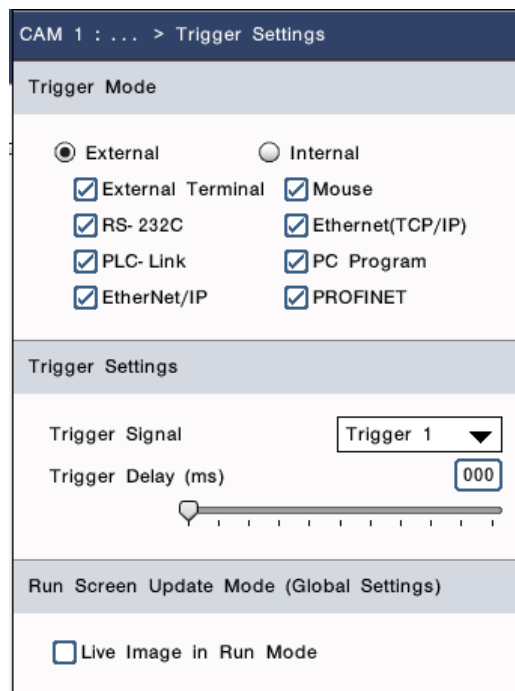 CAM 1 : ... > Trigger Settings
Trigger Mode
External Internal
External Terminal Mouse
RS-232C Ethernet(TCP/IP)
PLC-Link PC Program
EtherNet/IP PROFINET
Trigger Settings
Trigger Signal Trigger 1
Trigger Delay (ms) 000
Run Screen Update Mode (Global Settings)
Live Image in Run Mode